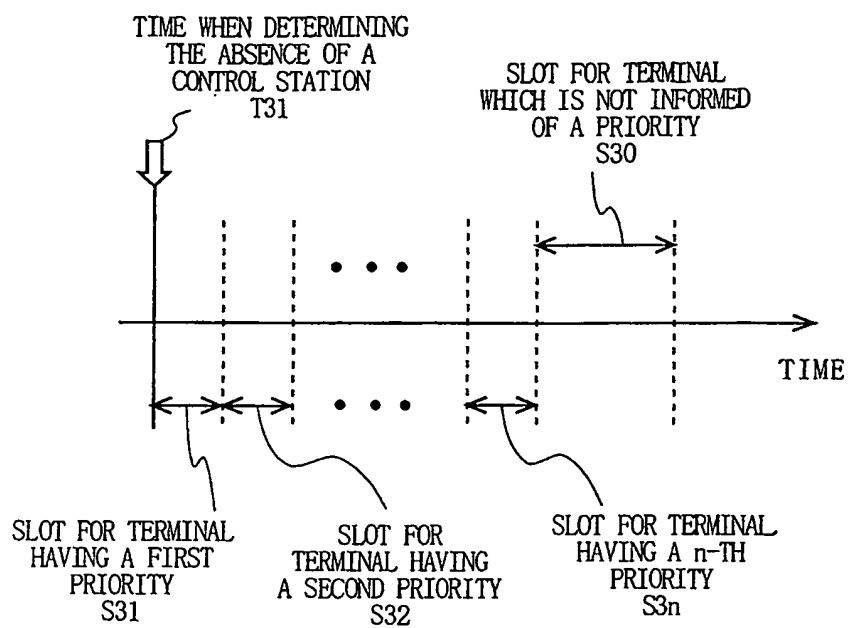 TIME WHEN DETERMINING
THE ABSENCE OF A
CONTROL STATION
T31
SLOT FOR TERMINAL
WHICH IS NOT INFORMED
OF A PRIORITY
S30
TIME
SLOT FOR TERMINAL
HAVING A FIRST
PRIORITY
S31
SLOT FOR
TERMINAL HAVING
A SECOND PRIORITY
S32
SLOT FOR TERMINAL
HAVING A n-TH
PRIORITY
S3n